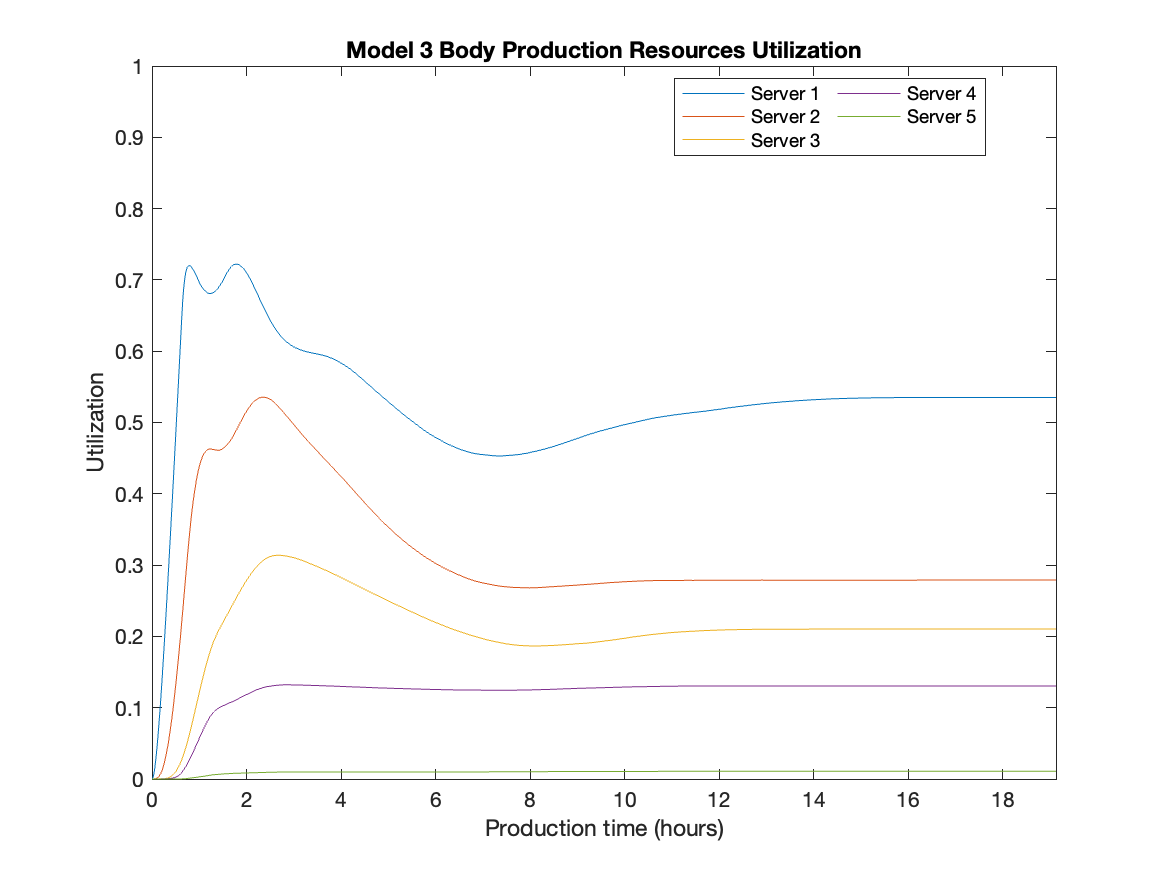 Model 3 Body Production Resources Utilization
1
0.9
0.8
0.7
0.6
0.5
0.4
0.3
0.2
0.1
0
Utilization
Server 1 Server 4
Server 2 Server 5
Server 3
0 2 4 6 8 10 12 14 16 18
Production time (hours)